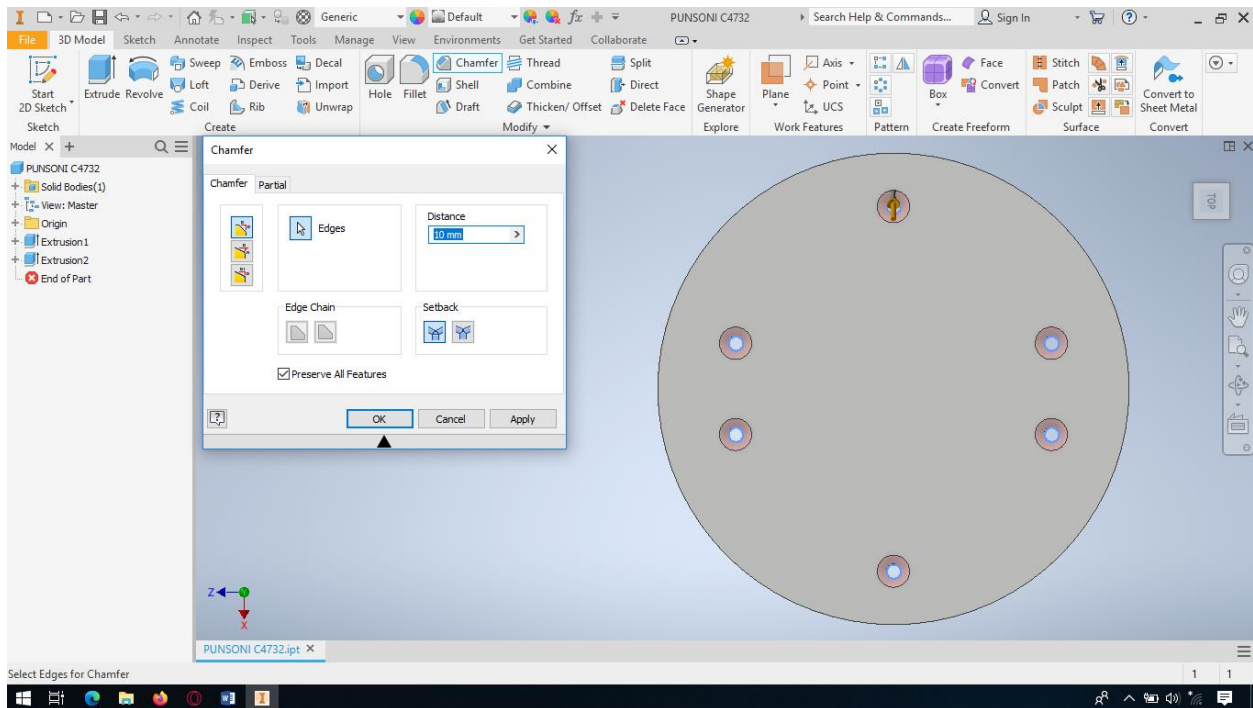 Generic
Default
fx
PUNSONI C4732
Search Help & Commands...
Sign In
File 3D Model Sketch Annotate Inspect Tools Manage View Environments Get Started Collaborate
Start
2D Sketch
Extrude
Revolve
Sweep
Loft
Coil
Emboss
Derive
Rib
Decal
Import
Unwrap
Hole
Fillet
Chamfer
Shell
Draft
Thread
Combine
Thicken/ Offset
Split
Direct
Delete Face
Shape
Generator
Plane
Axis
Point
UCS
Box
Face
Convert
Stitch
Patch
Sculpt
Convert to
Sheet Metal
Sketch Create Modify Explore Work Features Pattern Create Freeform Surface Convert
Model
PUNSONI C4732
Solid Bodies(1)
View: Master
Origin
Extrusion1
Extrusion2
End of Part
Chamfer
Chamfer Partial
Edges
Distance
10 mm
Edge Chain
Setback
Preserve All Features
OK Cancel Apply
TOP
Z
X
PUNSONI C4732.ipt
Select Edges for Chamfer
1 1